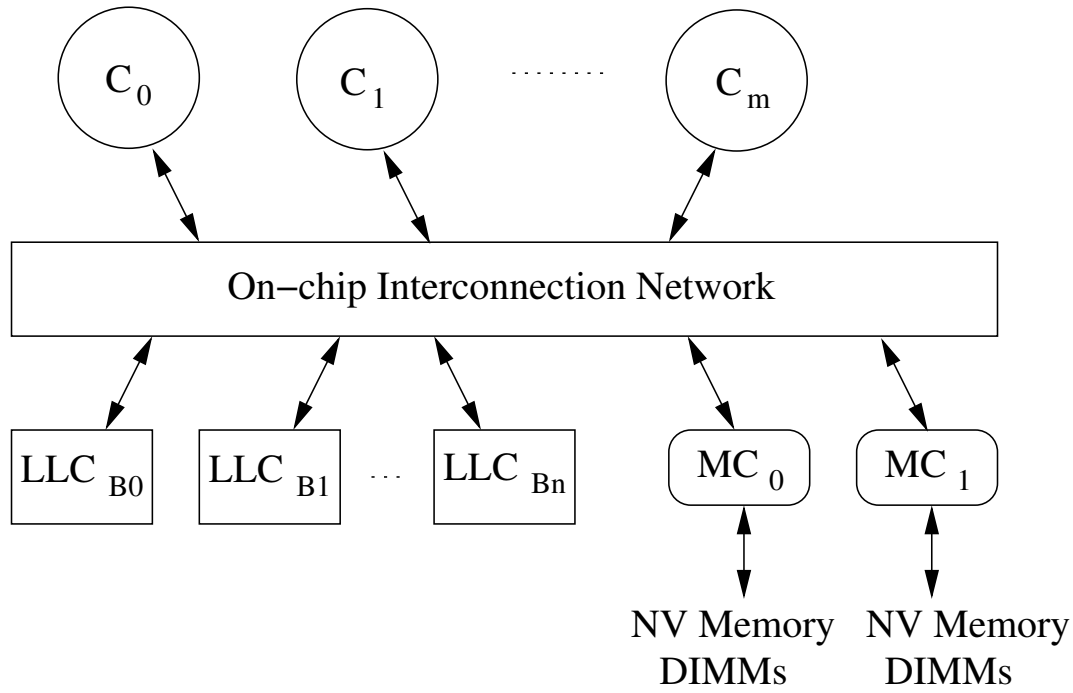 C0 C1 ........ Cm
On−chip Interconnection Network
LLC B0 LLC B1 ... LLC Bn MC 0 MC 1
NV Memory NV Memory
DIMMs DIMMs